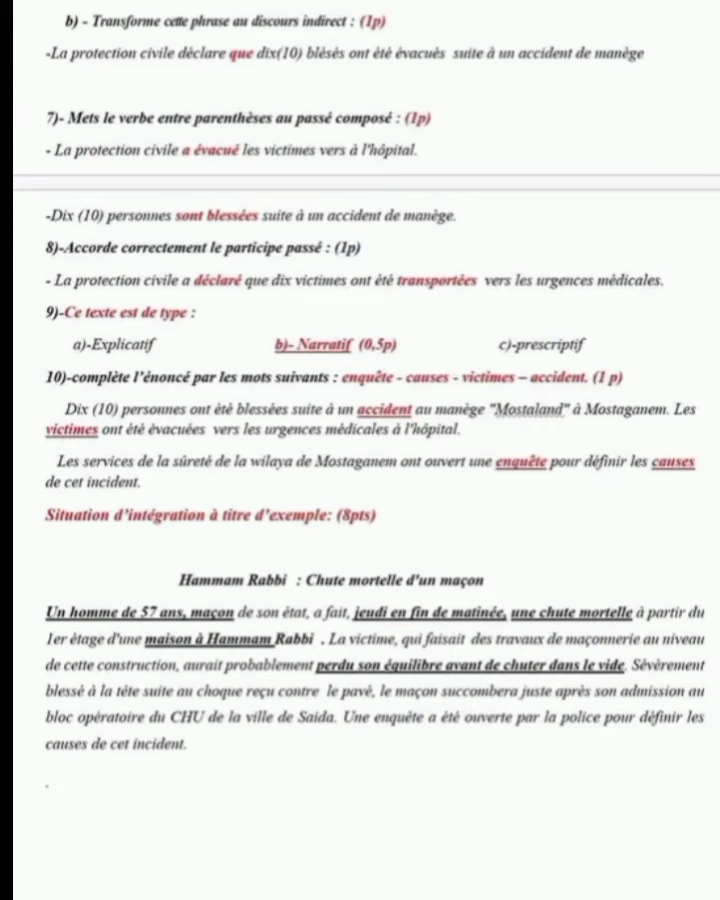 b) - Transforme cette phrase au discours indirect : (1p)
-La protection civile déclare que dix(10) blésés ont été évacués suite à un accident de manège
7)- Mets le verbe entre parenthèses au passé composé : (1p)
- La protection civile a évacué les victimes vers à l'hôpital.
-Dix (10) personnes sont blessées suite à un accident de manège.
8)-Accorde correctement le participe passé : (1p)
- La protection civile a déclaré que dix victimes ont été transportées vers les urgences médicales.
9)-Ce texte est de type :
a)-Explicatif b)- Narratif (0,5p) c)-prescriptif
10)-complète l'énoncé par les mots suivants : enquête - causes - victimes – accident. (1 p)
Dix (10) personnes ont été blessées suite à un accident au manège "Mostaland" à Mostaganem. Les
victimes ont été évacuées vers les urgences médicales à l'hôpital.
Les services de la sûreté de la wilaya de Mostaganem ont ouvert une enquête pour définir les causes
de cet incident.
Situation d'intégration à titre d'exemple: (8pts)
Hammam Rabbi : Chute mortelle d'un maçon
Un homme de 57 ans, maçon de son état, a fait, jeudi en fin de matinée, une chute mortelle à partir du
1er étage d'une maison à Hammam Rabbi . La victime, qui faisait des travaux de maçonnerie au niveau
de cette construction, aurait probablement perdu son équilibre avant de chuter dans le vide. Sévèrement
blessé à la tête suite au choque reçu contre le pavé, le maçon succombera juste après son admission au
bloc opératoire du CHU de la ville de Saida. Une enquête a été ouverte par la police pour définir les
causes de cet incident.
.